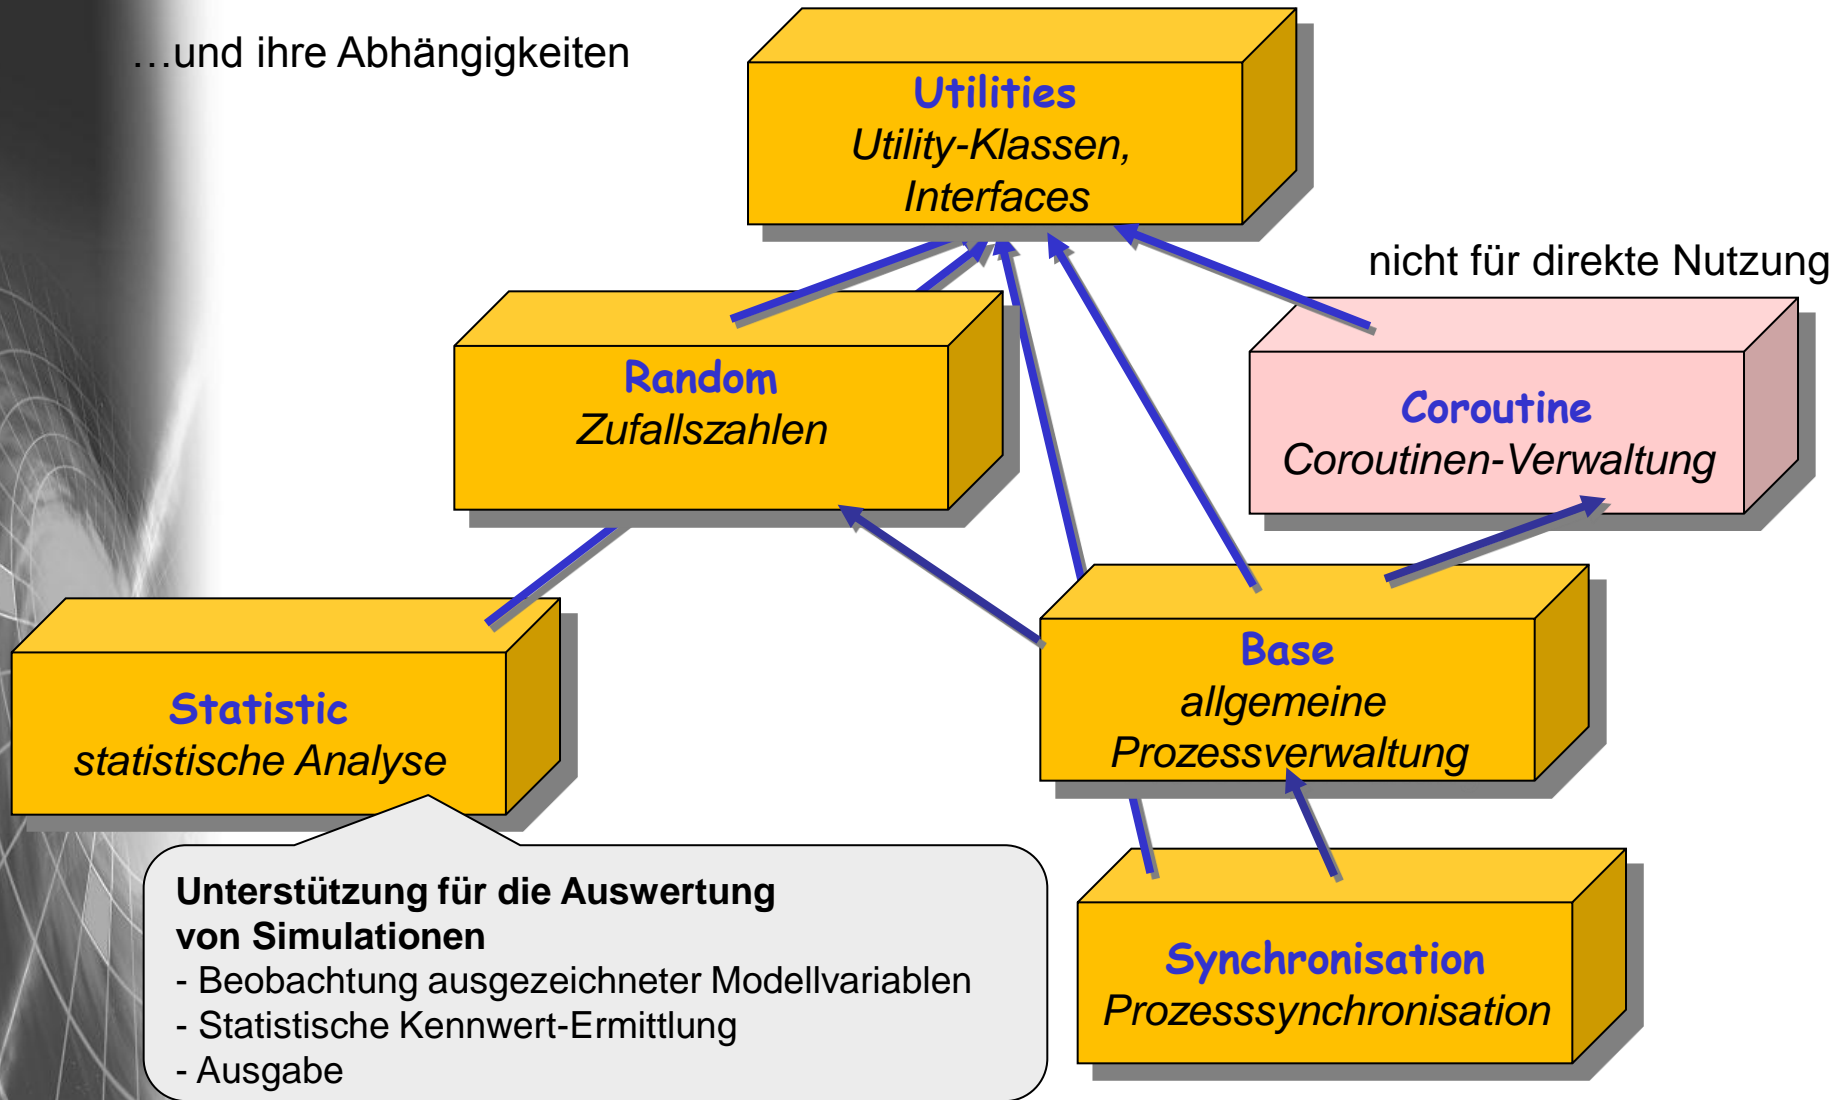 …und ihre Abhängigkeiten
Utilities
Utility-Klassen,
Interfaces
nicht für direkte Nutzung
Random
Zufallszahlen
Coroutine
Coroutinen-Verwaltung
Base
allgemeine
Prozessverwaltung
Statistic
statistische Analyse
Unterstützung für die Auswertung
von Simulationen
- Beobachtung ausgezeichneter Modellvariablen
- Statistische Kennwert-Ermittlung
- Ausgabe
Synchronisation
Prozesssynchronisation